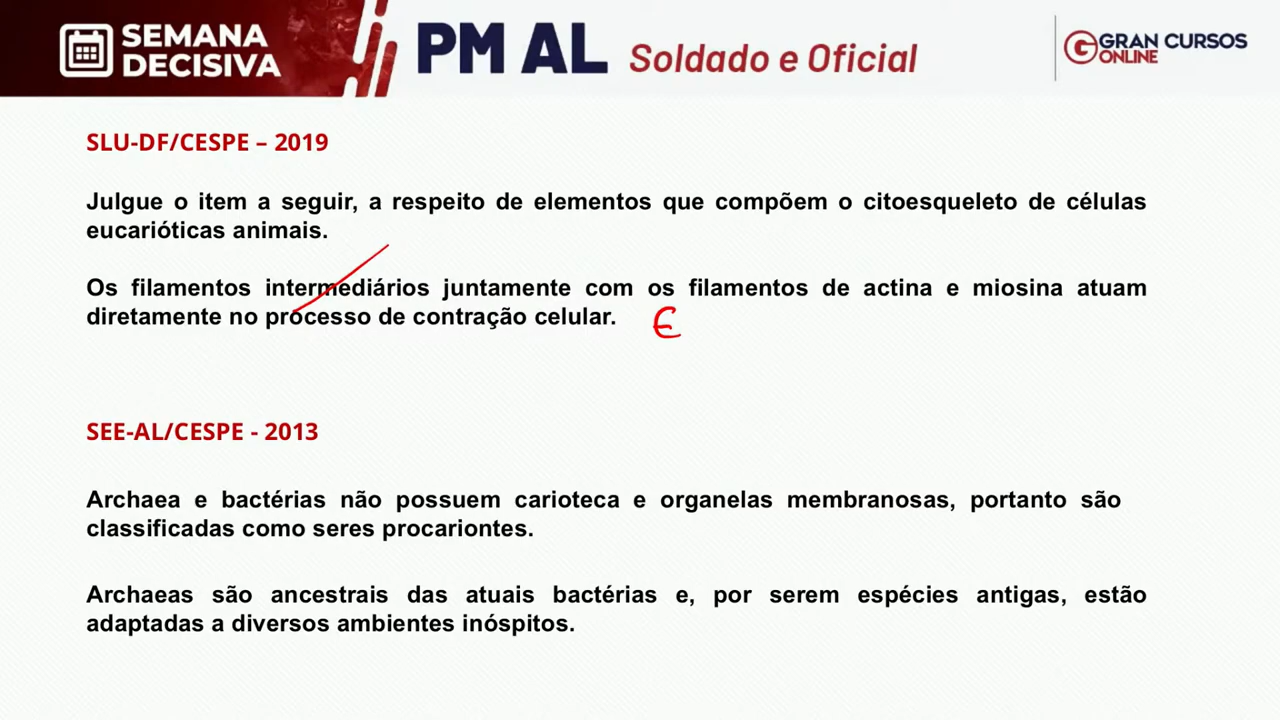 SEMANA
DECISIVA
PM AL Soldado e Oficial
GRAN CURSOS
ONLINE
SLU-DF/CESPE – 2019
Julgue o item a seguir, a respeito de elementos que compõem o citoesqueleto de células
eucarióticas animais.
Os filamentos intermediários juntamente com os filamentos de actina e miosina atuam
diretamente no processo de contração celular. E
SEE-AL/CESPE - 2013
Archaea e bactérias não possuem carioteca e organelas membranosas, portanto são
classificadas como seres procariontes.
Archaeas são ancestrais das atuais bactérias e, por serem espécies antigas, estão
adaptadas a diversos ambientes inóspitos.